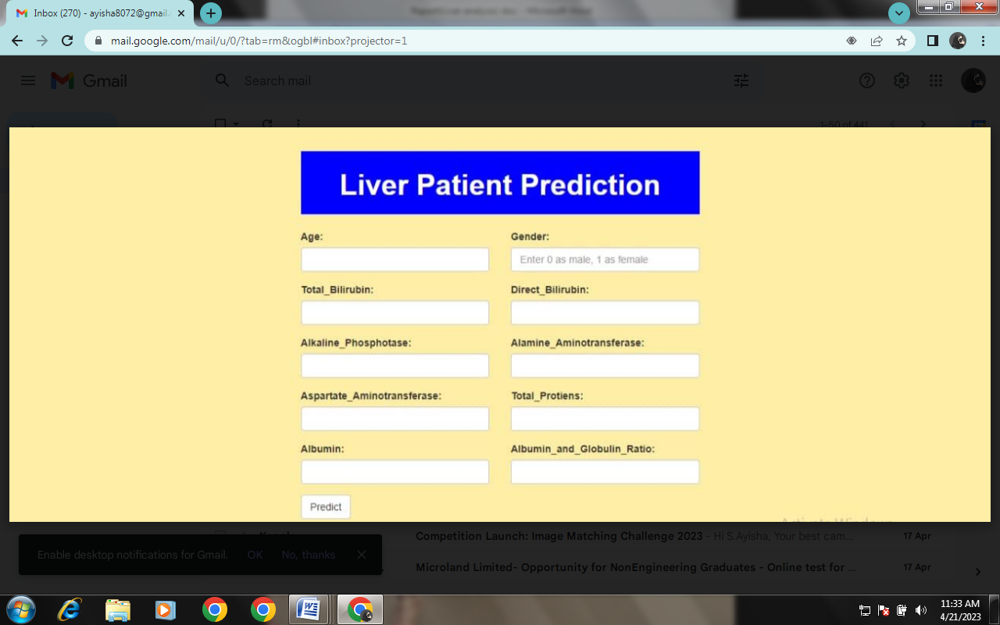 Inbox (270) - ayisha8072@gmail.
mail.google.com/mail/u/0/?tab=rm&ogbl#inbox?projector=1
Gmail
Search mail
1–50 of 441
Liver Patient Prediction
Age: Gender:
Enter 0 as male, 1 as female
Total_Bilirubin: Direct_Bilirubin:
Alkaline_Phosphotase: Alamine_Aminotransferase:
Aspartate_Aminotransferase: Total_Protiens:
Albumin: Albumin_and_Globulin_Ratio:
Predict
Activate Windows
Kaggle Competition Launch: Image Matching Challenge 2023 - Hi S.Ayisha, Your best cam... 17 Apr
Enable desktop notifications for Gmail. OK No, thanks
Microland Limited- Opportunity for NonEngineering Graduates - Online test for ... 17 Apr
11:33 AM
4/21/2023